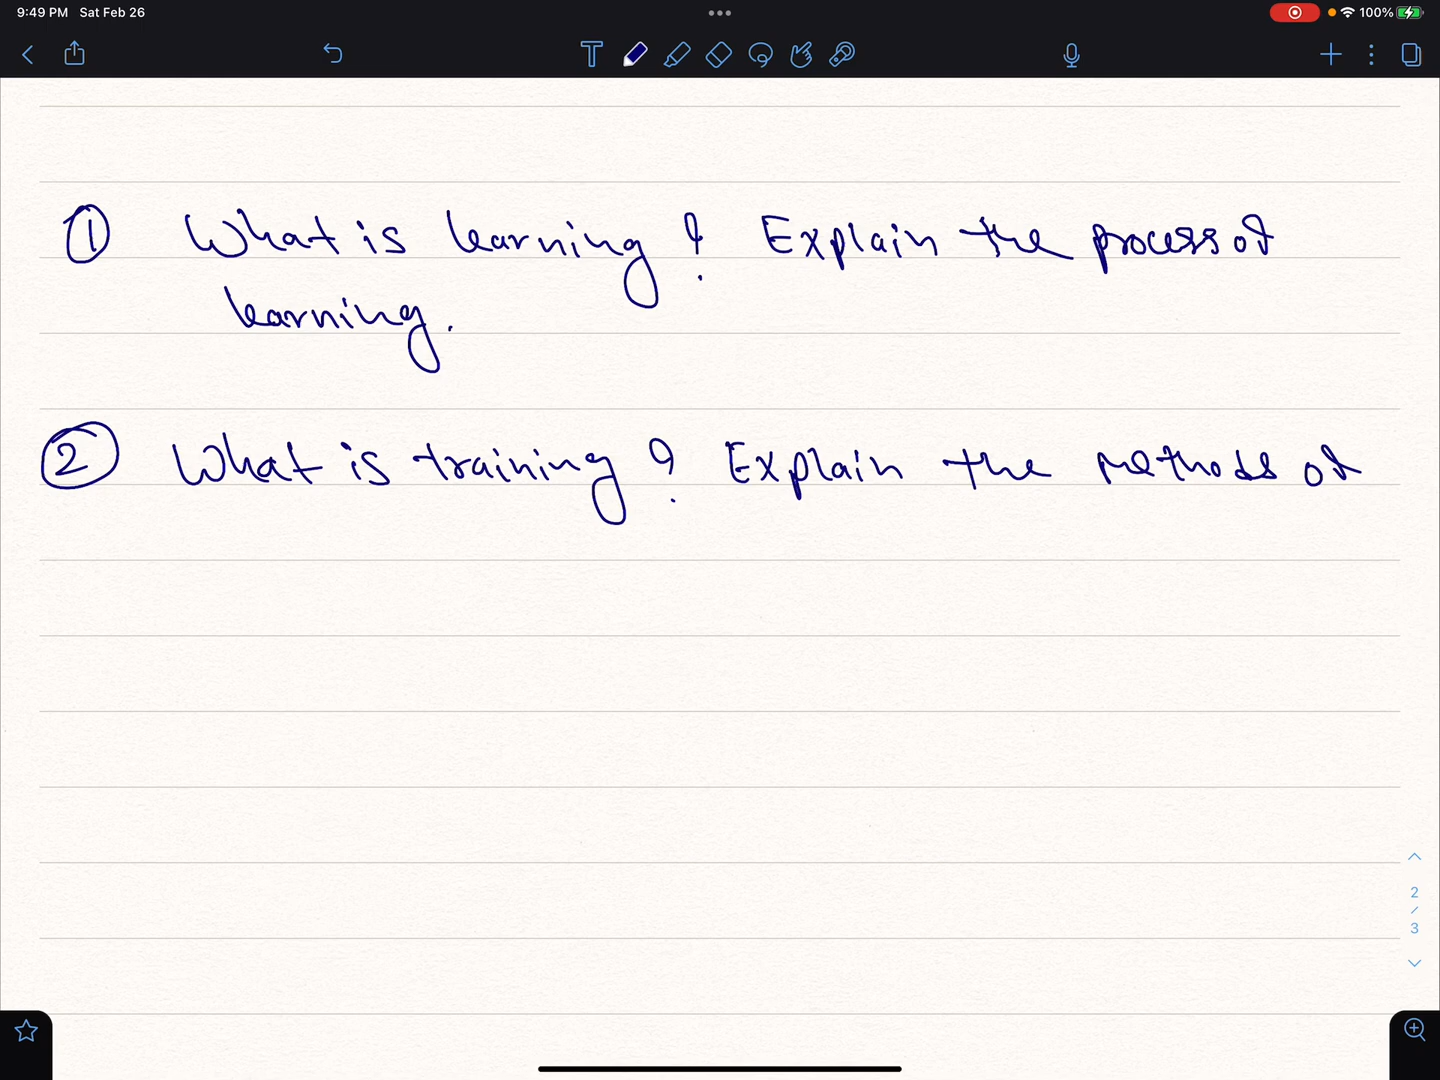 9:49 PM Sat Feb 26
100%
① What is learning? Explain the process of
learning.
② What is training? Explain the methods of
2
/
3